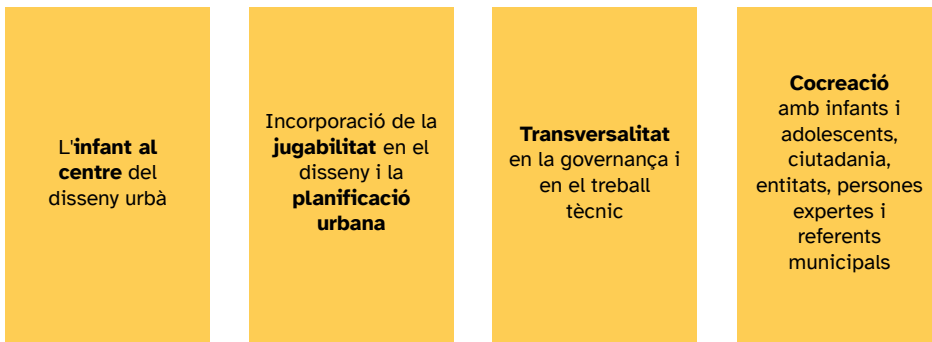 L'infant al
centre del
disseny urbà
Incorporació de la
jugabilitat en el
disseny i la
planificació
urbana
Transversalitat
en la governança i
en el treball
tècnic
Cocreació
amb infants i
adolescents,
ciutadania,
entitats, persones
expertes i
referents
municipals